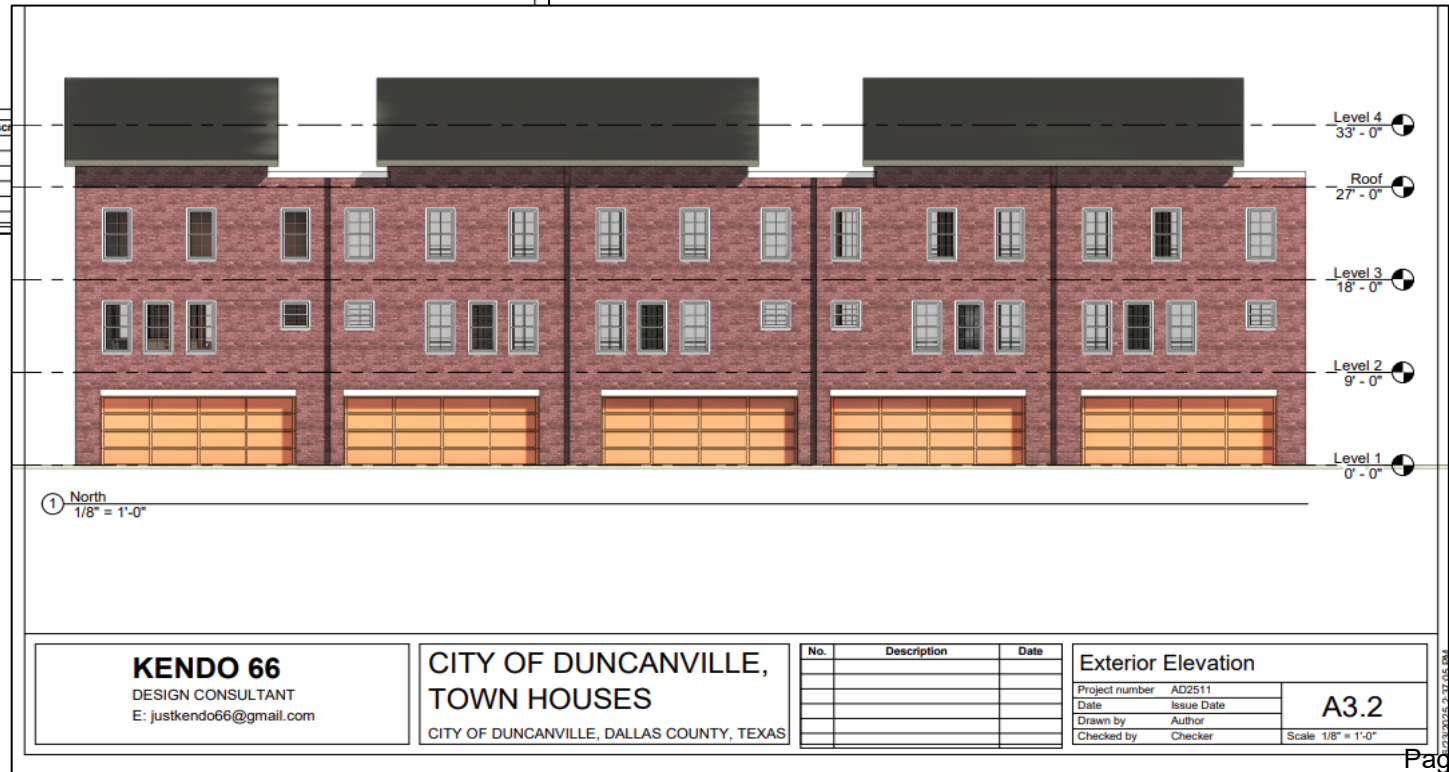 scr
Level 4
33' - 0"
Roof
27' - 0"
Level 3
18' - 0"
Level 2
9' - 0"
Level 1
0' - 0"
1
North
1/8" = 1'-0"
KENDO 66
DESIGN CONSULTANT
E: justkendo66@gmail.com
CITY OF DUNCANVILLE,
TOWN HOUSES
CITY OF DUNCANVILLE, DALLAS COUNTY, TEXAS
No. Description Date
Exterior Elevation
Project number AD2511
Date Issue Date
Drawn by Author
Checked by Checker
A3.2
Scale 1/8" = 1'-0"
Pag